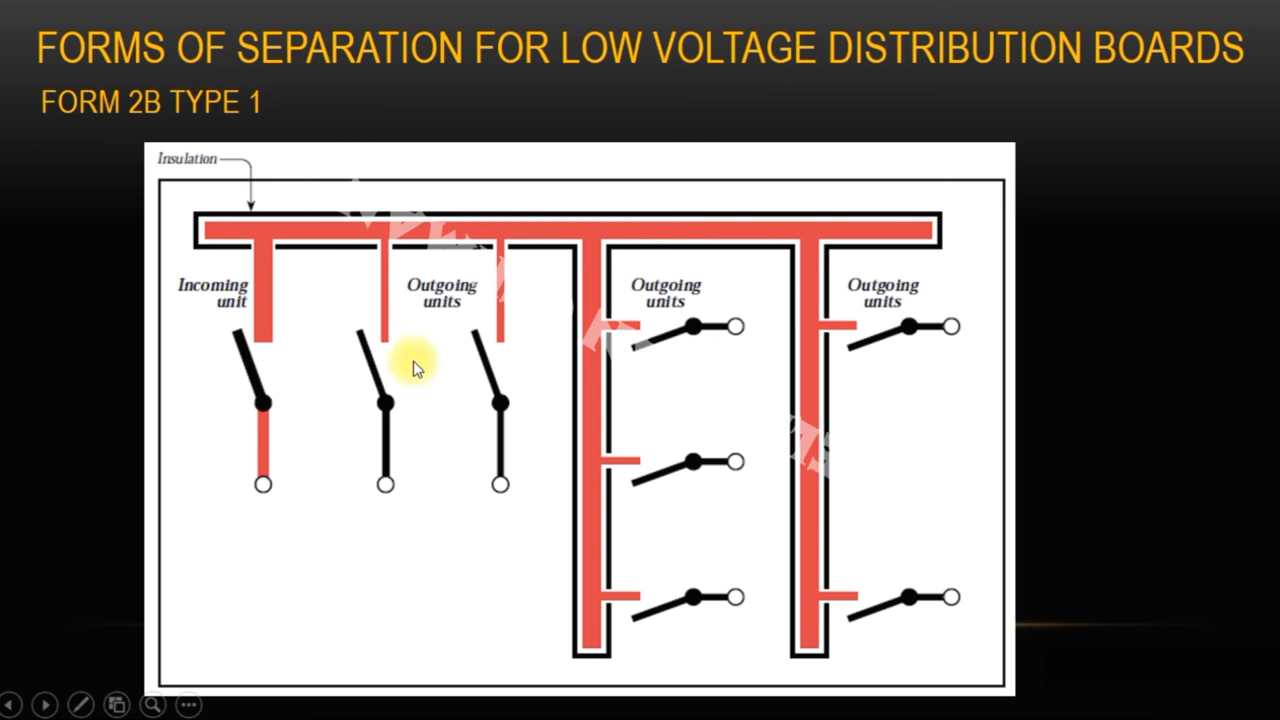 FORMS OF SEPARATION FOR LOW VOLTAGE DISTRIBUTION BOARDS
FORM 2B TYPE 1
Insulation
Incoming
unit
Outgoing
units
Outgoing
units
Outgoing
units